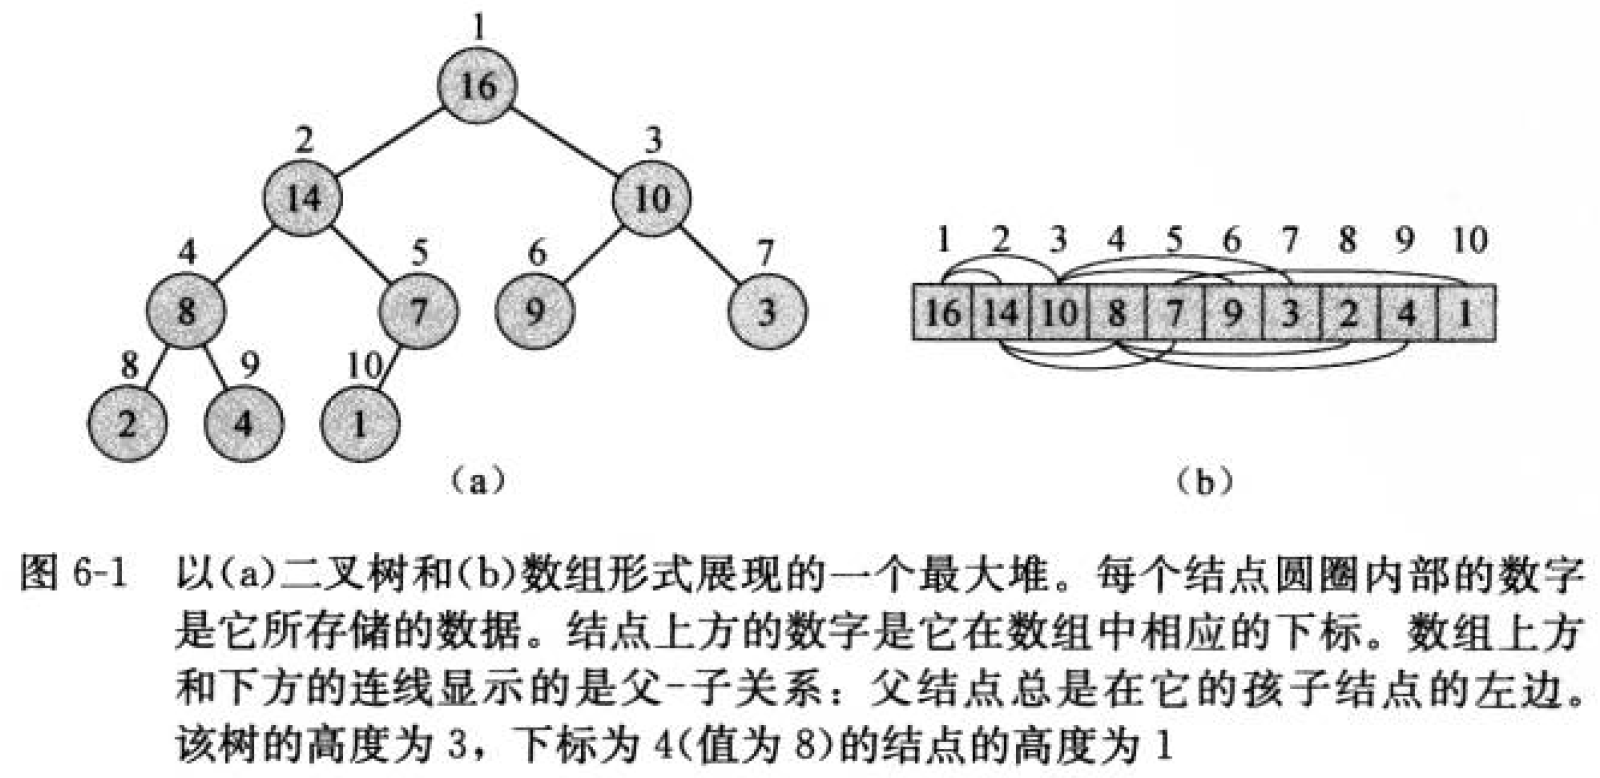 1
16
2 3
14 10
4 5 6 7
8 7 9 3
8 9 10
2 4 1
(a)
1 2 3 4 5 6 7 8 9 10
16 14 10 8 7 9 3 2 4 1
(b)
图 6-1 以(a)二叉树和(b)数组形式展现的一个最大堆。每个结点圆圈内部的数字
是它所存储的数据。结点上方的数字是它在数组中相应的下标。数组上方
和下方的连线显示的是父-子关系：父结点总是在它的孩子结点的左边。
该树的高度为 3，下标为 4(值为 8)的结点的高度为 1